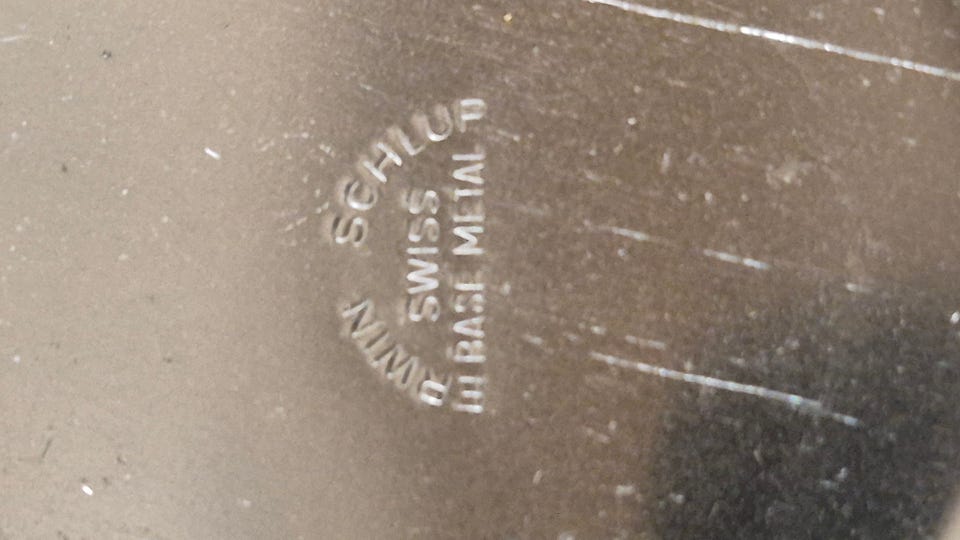 ERWIN SCHLUP
SWISS
BASE METAL